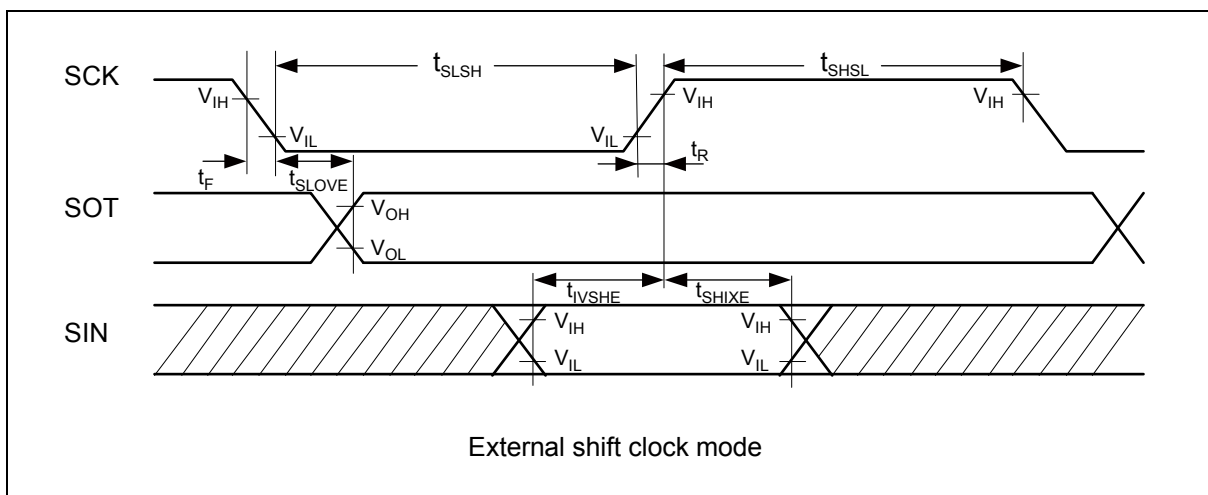 SCK
tSLSH
tSHSL
VIH
VIH
VIH
VIL
VIL
tR
tF
tSLOVE
SOT
VOH
VOL
tIVSHE
tSHIXE
SIN
VIH
VIH
VIL
VIL
External shift clock mode